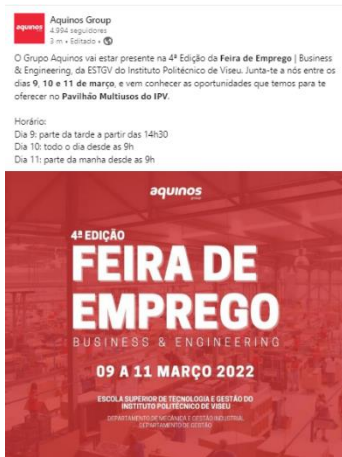 Aquinos Group
4.994 seguidores
3 m • Editado •
O Grupo Aquinos vai estar presente na 4ª Edição da Feira de Emprego | Business
& Engineering, da ESTGV do Instituto Politécnico de Viseu. Junta-te a nós entre os
dias 9, 10 e 11 de março, e vem conhecer as oportunidades que temos para te
oferecer no Pavilhão Multiusos do IPV.
Horário:
Dia 9: parte da tarde a partir das 14h30
Dia 10: todo o dia desde as 9h
Dia 11: parte da manha desde as 9h
aquinos
group
4ª EDIÇÃO
FEIRA DE
EMPREGO
BUSINESS & ENGINEERING
09 A 11 MARÇO 2022
ESCOLA SUPERIOR DE TECNOLOGIA E GESTÃO DO
INSTITUTO POLITÉCNICO DE VISEU
DEPARTAMENTO DE MECÂNICA E GESTÃO INDUSTRIAL
DEPARTAMENTO DE GESTÃO